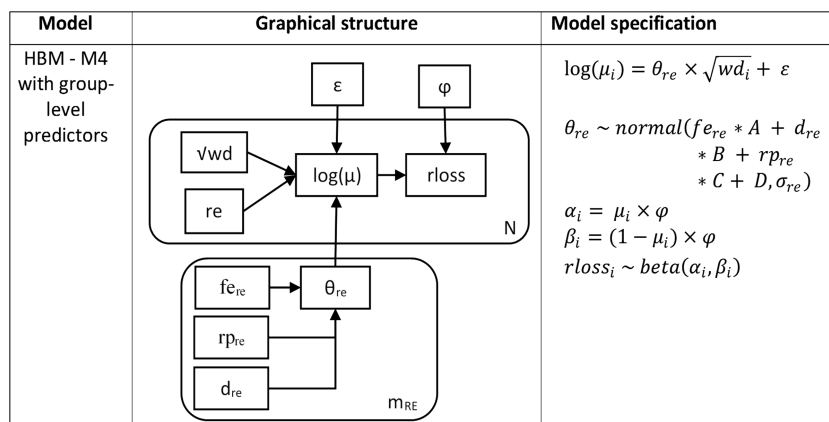 Model
Graphical structure
Model specification
HBM - M4
with group-
level
predictors
ε
φ
√wd
log(μ)
rloss
re
N
fe_re
θ_re
rp_re
d_re
m_RE
log(μ_i) = θ_re × √wd_i + ε
θ_re ~ normal(fe_re * A + d_re
* B + rp_re
* C + D, σ_re)
α_i = μ_i × φ
β_i = (1 − μ_i) × φ
rloss_i ~ beta(α_i, β_i)